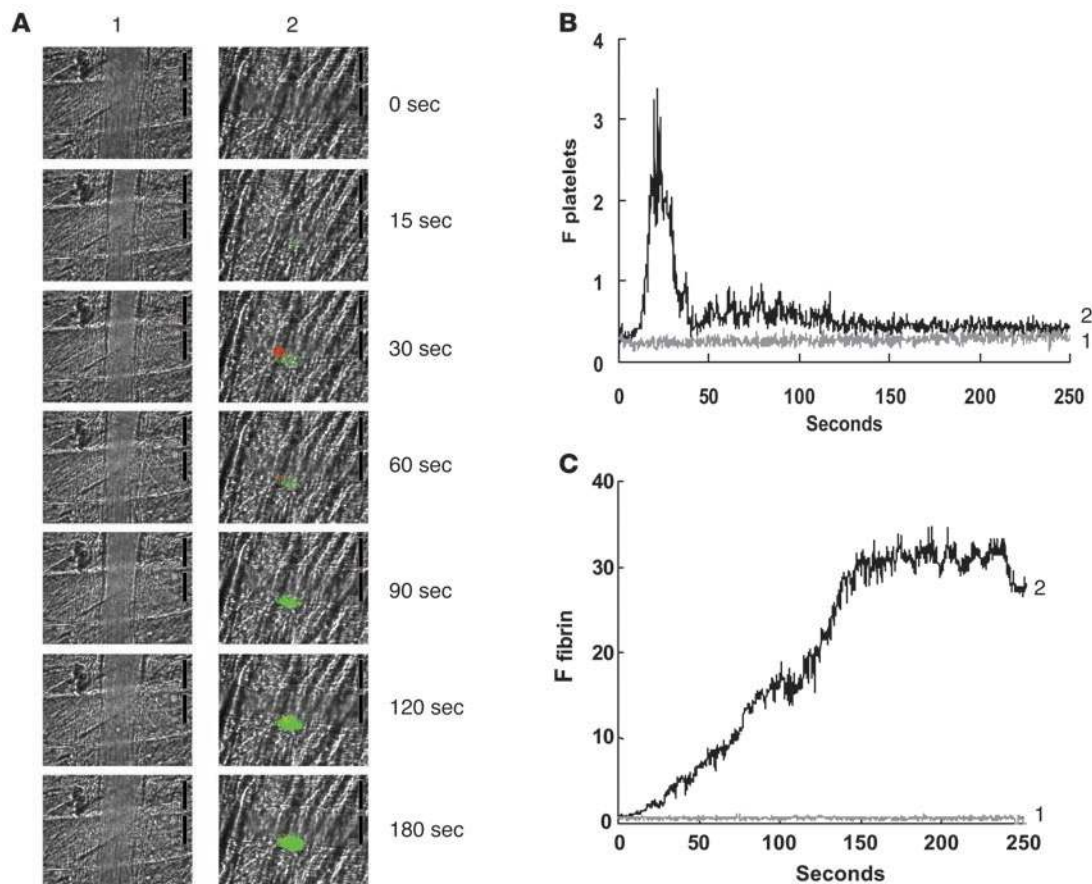 A
1 2
0 sec
15 sec
30 sec
60 sec
90 sec
120 sec
180 sec
B
4
3
2
1
0
F platelets
2
1
0 50 100 150 200 250
Seconds
C
40
30
20
10
0
F fibrin
2
1
0 50 100 150 200 250
Seconds